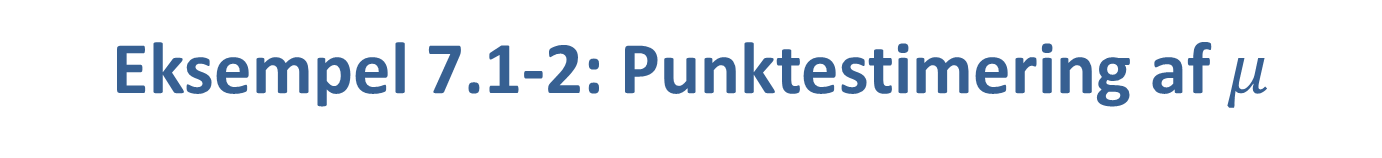 Eksempel 7.1-2: Punktestimering af μ